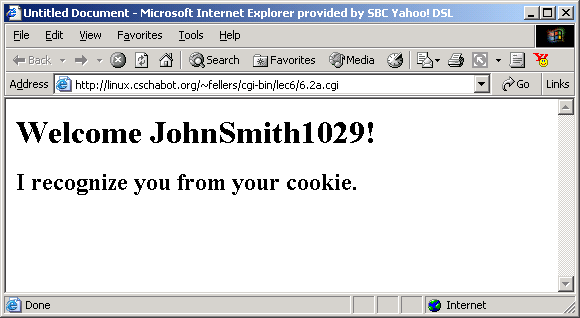 Untitled Document - Microsoft Internet Explorer provided by SBC Yahoo! DSL
File Edit View Favorites Tools Help
Back Search Favorites Media
Address http://linux.cschabot.org/~fellers/cgi-bin/lec6/6.2a.cgi Go Links
Welcome JohnSmith1029!
I recognize you from your cookie.
Done Internet